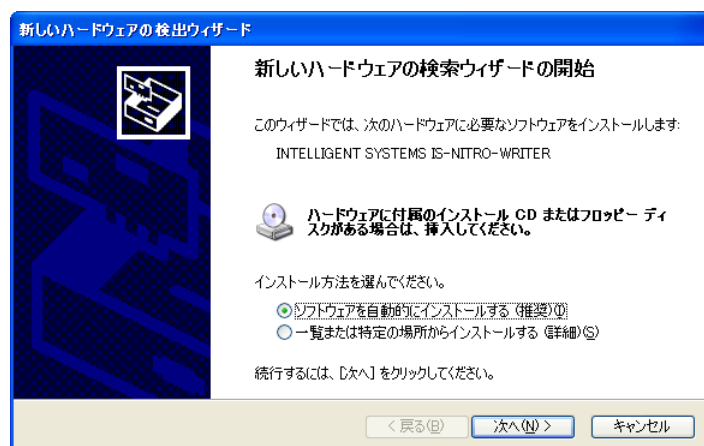 新しいハードウェアの検出ウィザード
新しいハードウェアの検索ウィザードの開始
このウィザードでは、次のハードウェアに必要なソフトウェアをインストールします:
INTELLIGENT SYSTEMS IS-NITRO-WRITER
ハードウェアに付属のインストール CD またはフロッピー ディ
スクがある場合は、挿入してください。
インストール方法を選んでください。
ソフトウェアを自動的にインストールする (推奨)(I)
一覧または特定の場所からインストールする (詳細)(S)
続行するには、[次へ] をクリックしてください。
< 戻る(B) 次へ(N) > キャンセル